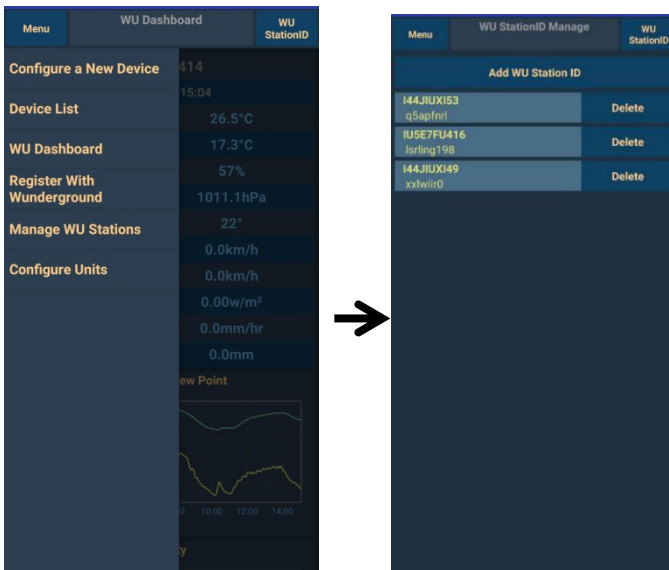 Menu
WU Dashboard
WU
StationID
Configure a New Device
414
15:04
Device List
26.5°C
WU Dashboard
17.3°C
57%
Register With
Wunderground
1011.1hPa
Manage WU Stations
22°
0.0km/h
Configure Units
0.0km/h
0.00w/m²
0.0mm/hr
0.0mm
ew Point
10:00 12:00 14:00
Menu
WU StationID Manage
WU
StationID
Add WU Station ID
I44JIUXI53
q5apfnrl
Delete
IU5E7FU416
lsrling198
Delete
I44JIUXI49
xxlwiir0
Delete